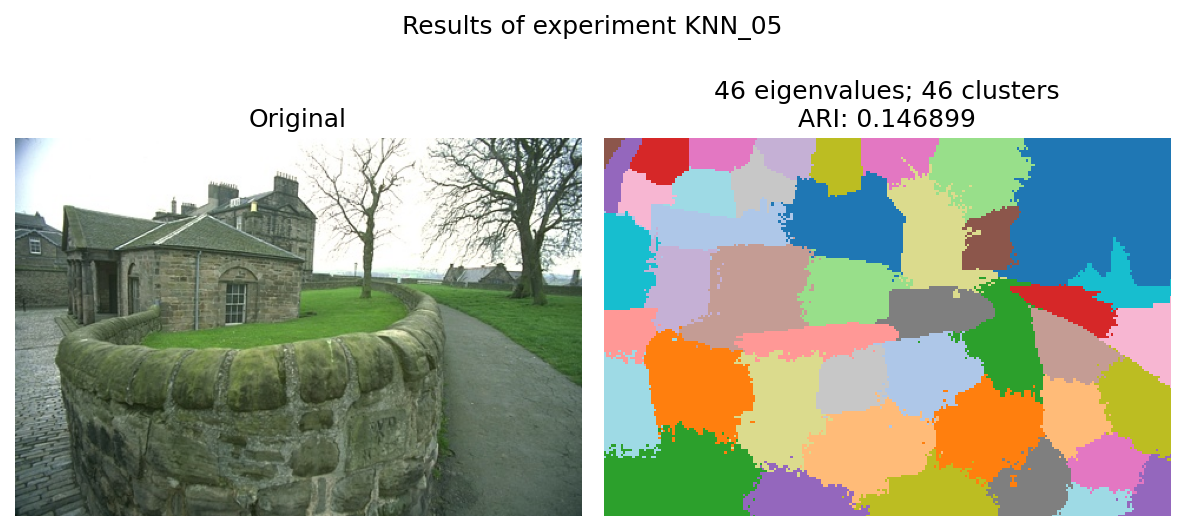 Results of experiment KNN_05
Original
46 eigenvalues; 46 clusters
ARI: 0.146899